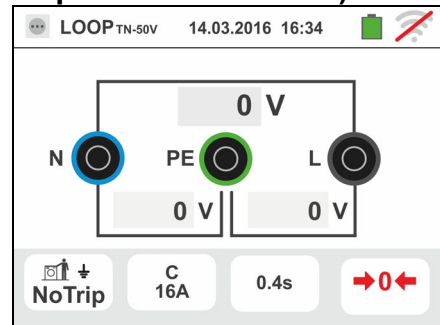 LOOP TN-50V 14.03.2016 16:34
0 V
N PE L
0 V 0 V
NoTrip
C
16A
0.4s
0